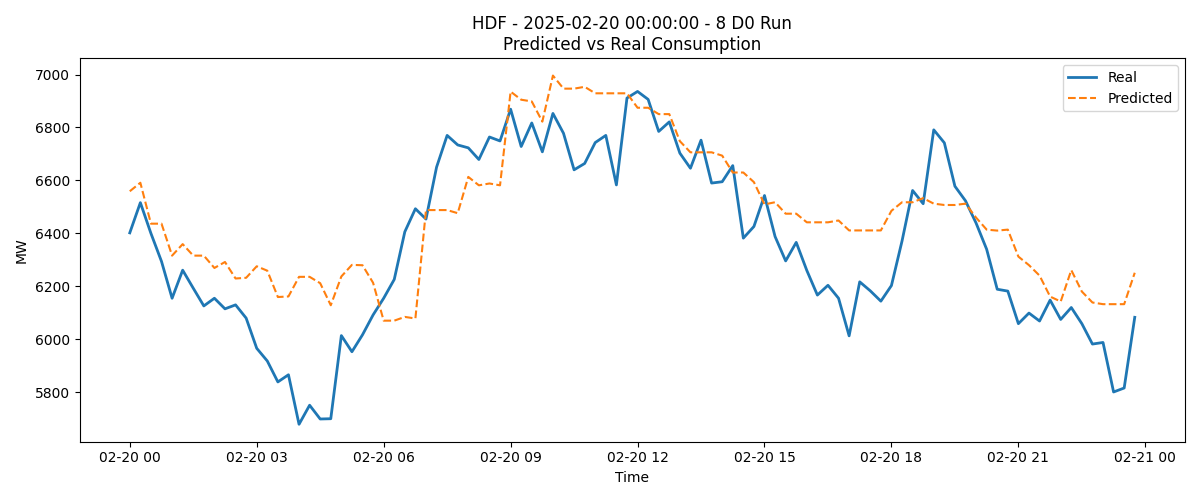 HDF - 2025-02-20 00:00:00 - 8 D0 Run
Predicted vs Real Consumption
Real
Predicted
MW
7000
6800
6600
6400
6200
6000
5800
02-20 00
02-20 03
02-20 06
02-20 09
02-20 12
02-20 15
02-20 18
02-20 21
02-21 00
Time